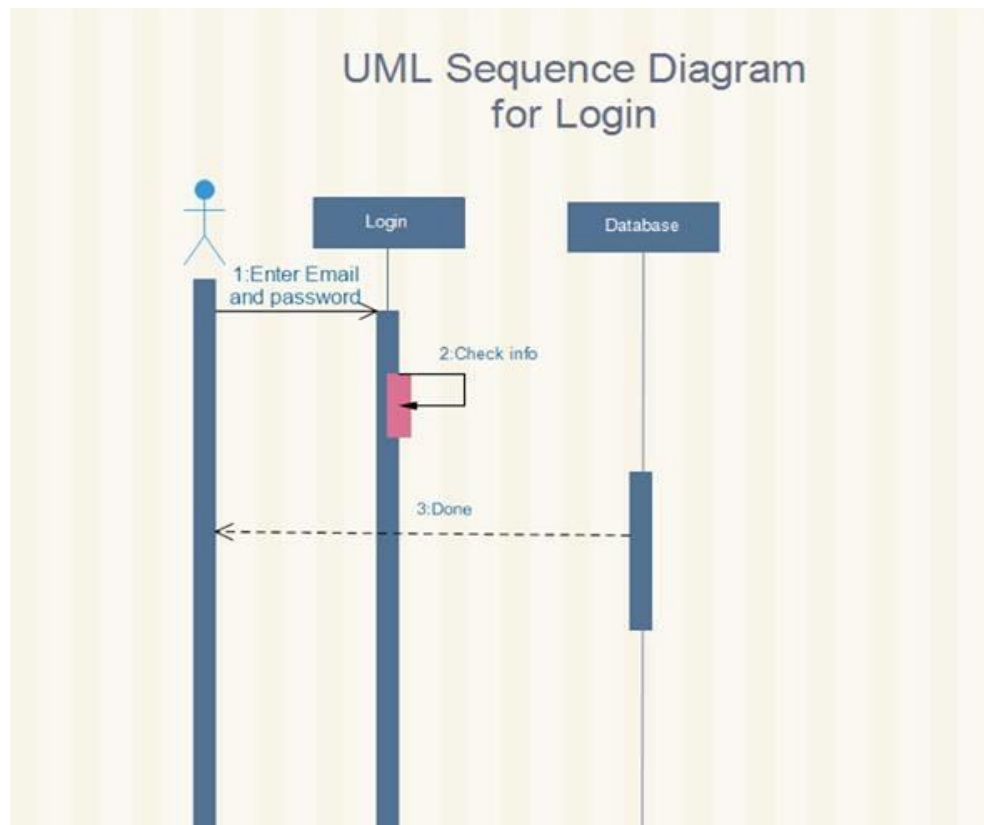 UML Sequence Diagram
for Login
Login
Database
1:Enter Email
and password
2:Check info
3:Done